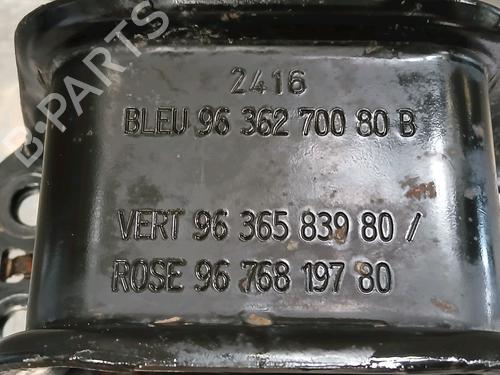 2416
BLEU 96 362 700 80 B
VERT 96 365 839 80 /
ROSE 96 768 197 80
B-PARTS